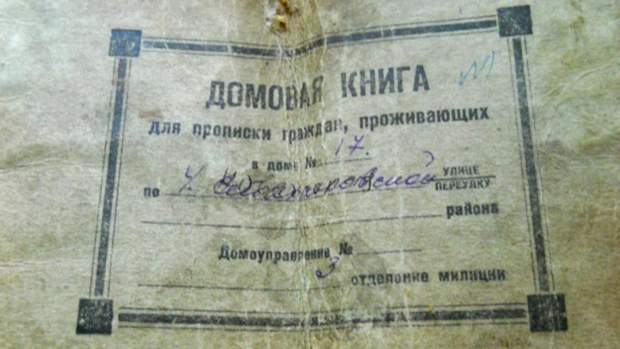 ДОМОВАЯ КНИГА
для прописки граждан, проживающих
в доме № 17.
по улице
переулку
района
Домоуправление №
3 отделение милиции